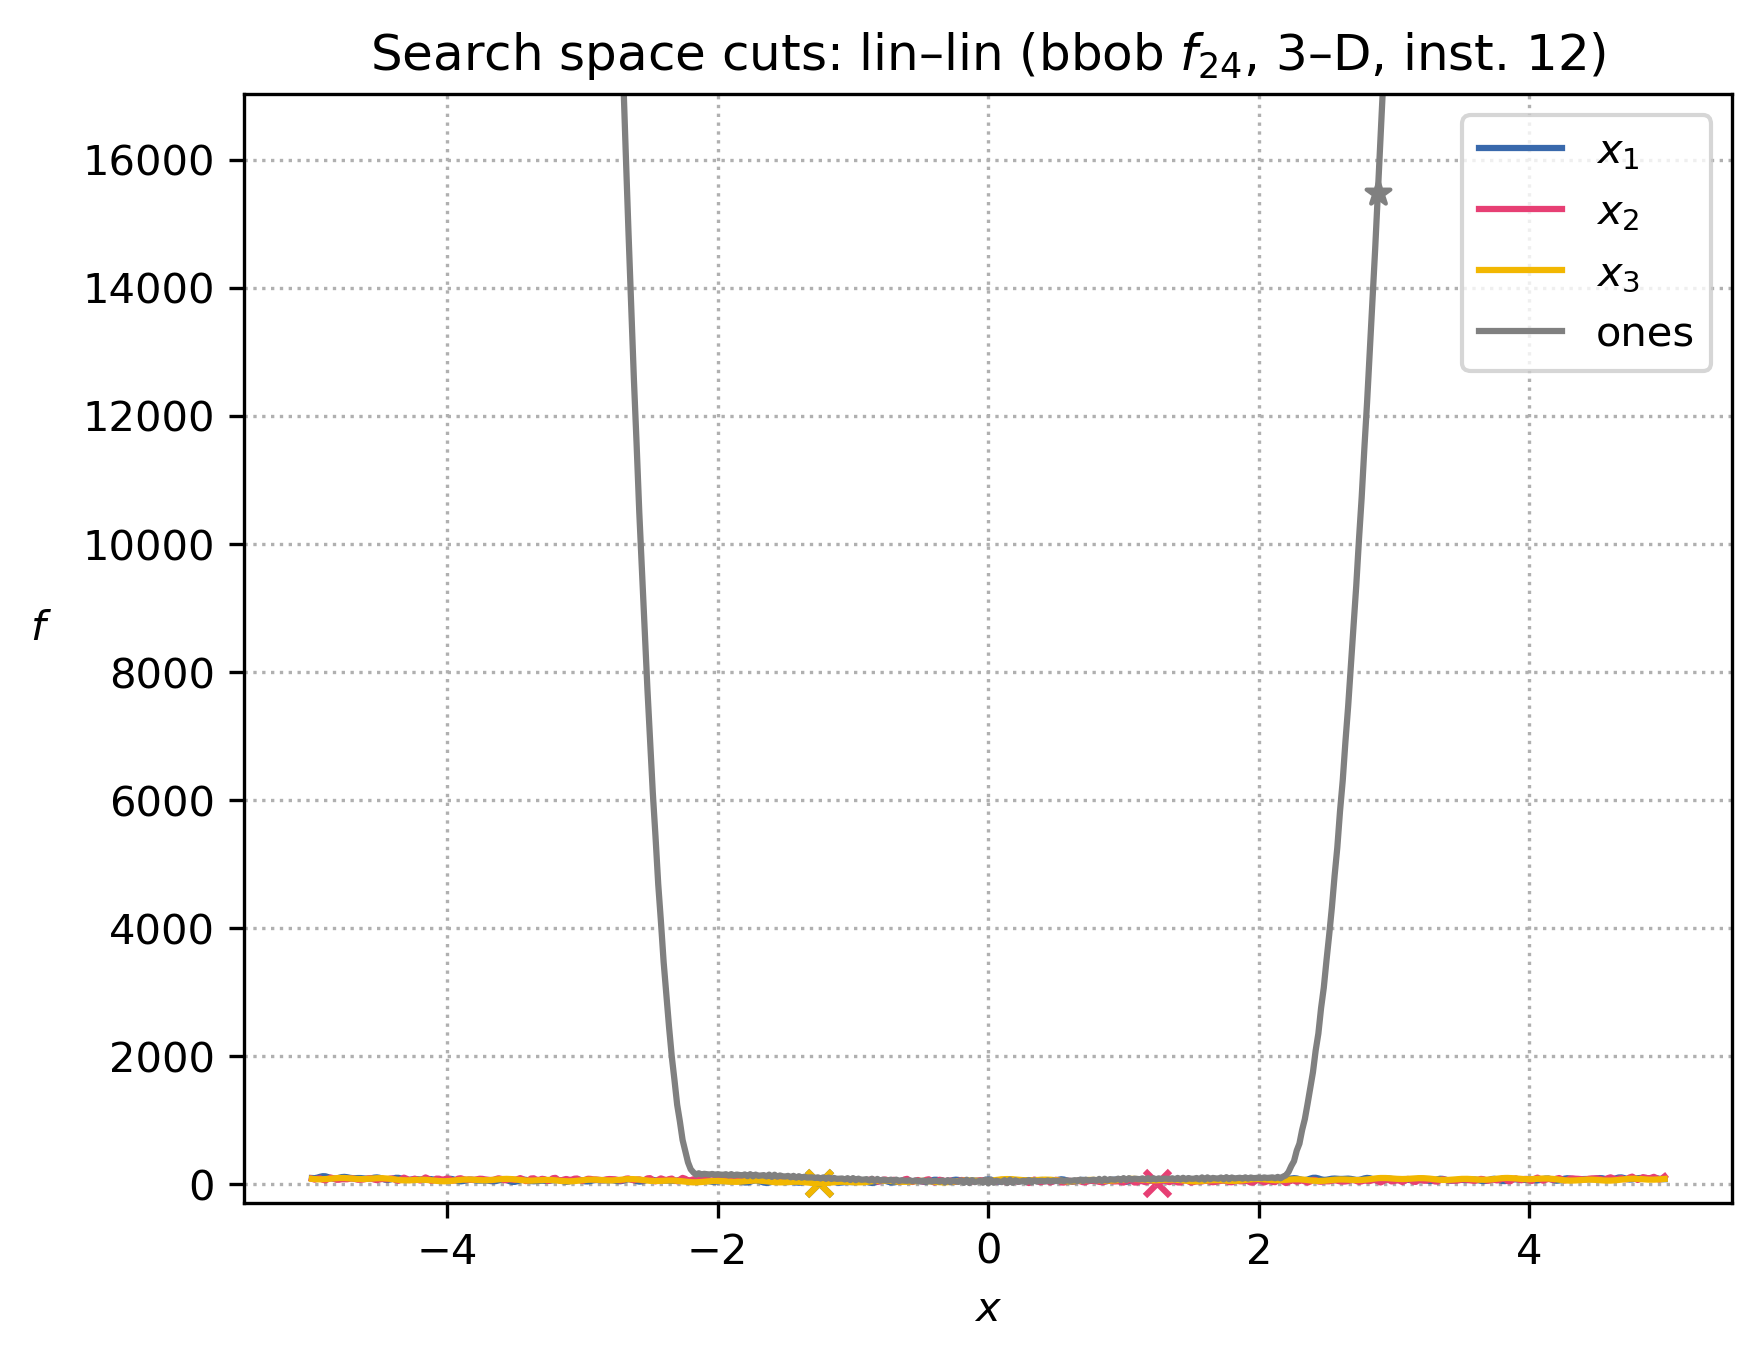 Search space cuts: lin–lin (bbob f₂₄, 3–D, inst. 12)
16000
14000
12000
10000
8000
6000
4000
2000
0
f
−4
−2
0
2
4
x
x₁
x₂
x₃
ones